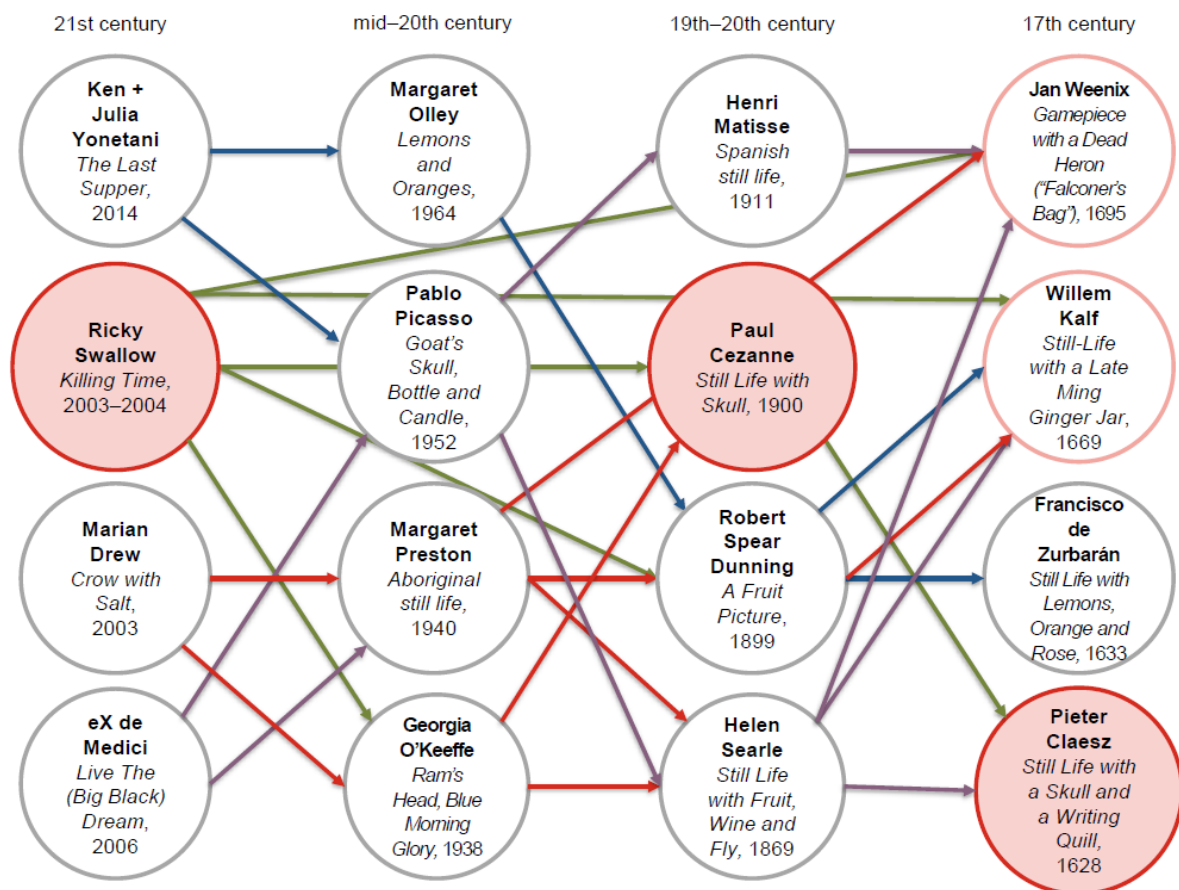 21st century
mid–20th century
19th–20th century
17th century
Ken +
Julia
Yonetani
The Last
Supper,
2014
Margaret
Olley
Lemons
and
Oranges,
1964
Henri
Matisse
Spanish
still life,
1911
Jan Weenix
Gamepiece
with a Dead
Heron
(“Falconer’s
Bag”), 1695
Ricky
Swallow
Killing Time,
2003–2004
Pablo
Picasso
Goat’s
Skull,
Bottle and
Candle,
1952
Paul
Cezanne
Still Life with
Skull, 1900
Willem
Kalf
Still-Life
with a Late
Ming
Ginger Jar,
1669
Marian
Drew
Crow with
Salt,
2003
Margaret
Preston
Aboriginal
still life,
1940
Robert
Spear
Dunning
A Fruit
Picture,
1899
Francisco
de
Zurbarán
Still Life with
Lemons,
Orange and
Rose, 1633
eX de
Medici
Live The
(Big Black)
Dream,
2006
Georgia
O’Keeffe
Ram’s
Head, Blue
Morning
Glory, 1938
Helen
Searle
Still Life
with Fruit,
Wine and
Fly, 1869
Pieter
Claesz
Still Life with
a Skull and
a Writing
Quill,
1628